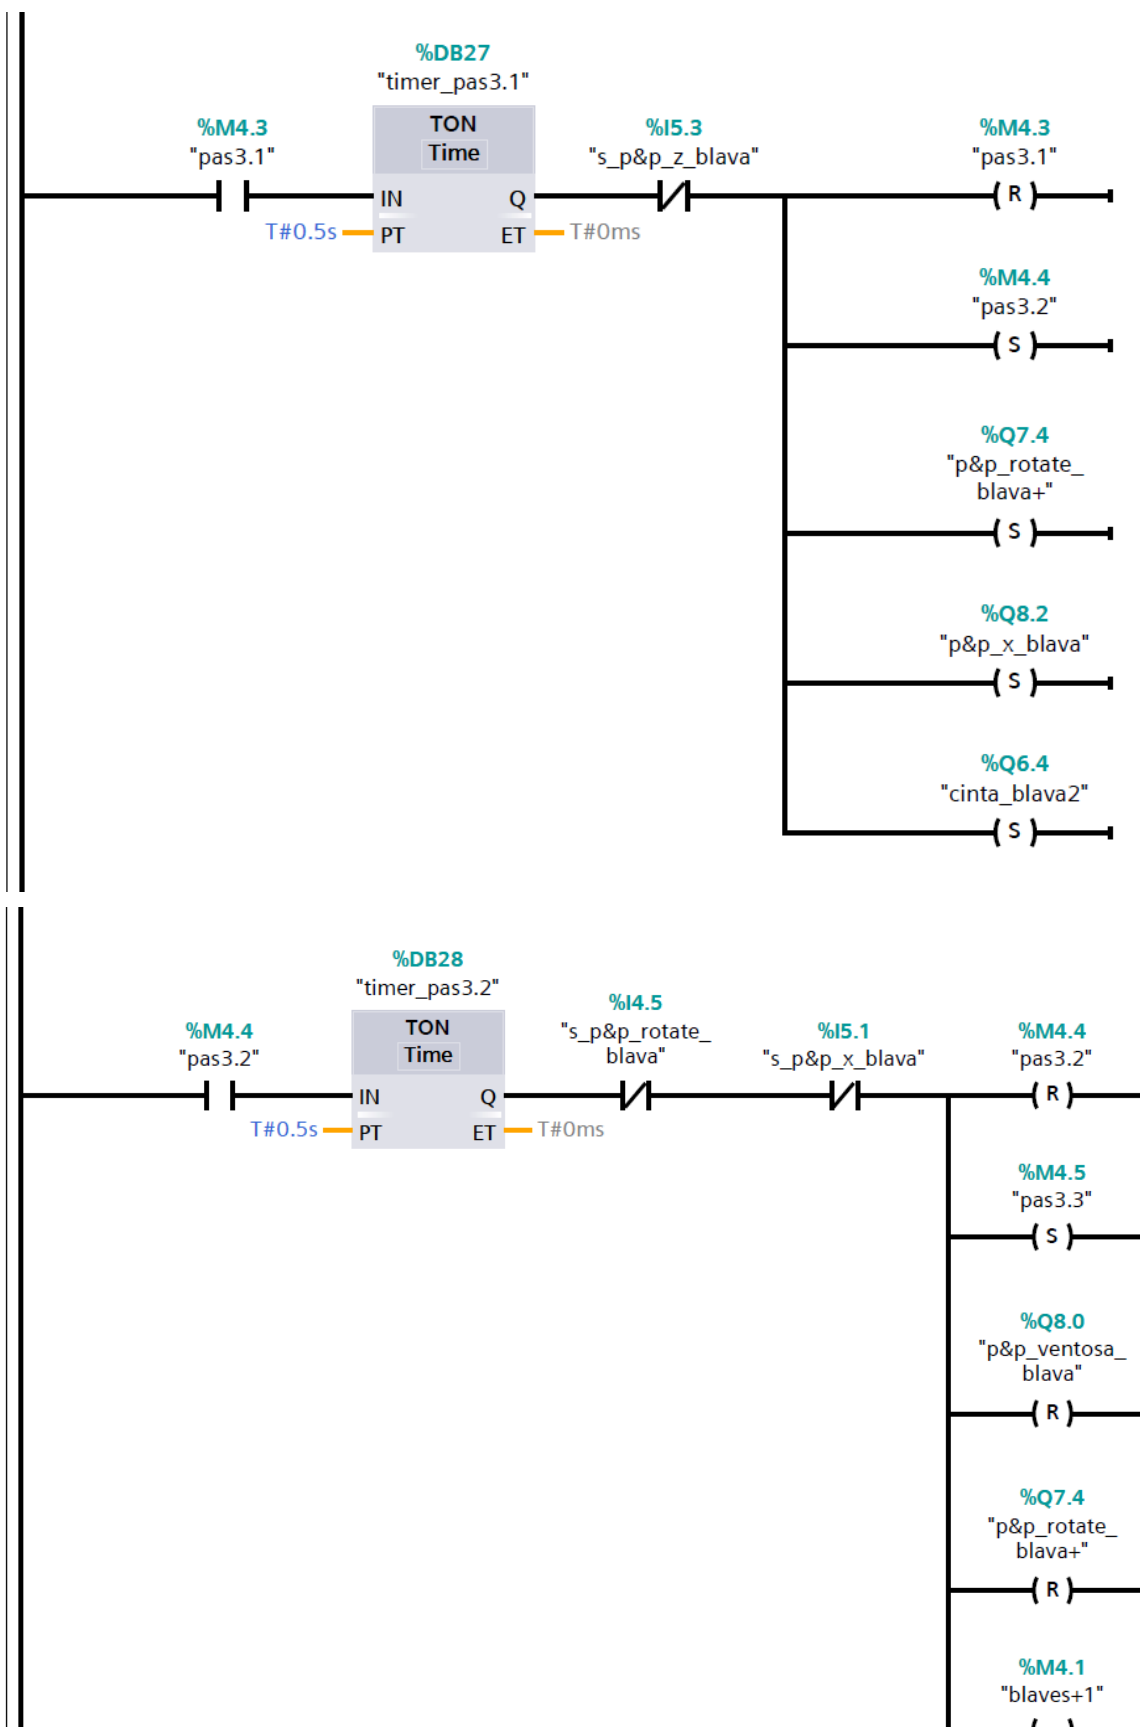 %DB27
"timer_pas3.1"
%M4.3
"pas3.1"
TON
Time
%I5.3
"s_p&p_z_blava"
%M4.3
"pas3.1"
IN
Q
( R )
T#0.5s
PT
ET
T#0ms
%M4.4
"pas3.2"
( S )
%Q7.4
"p&p_rotate_
blava+"
( S )
%Q8.2
"p&p_x_blava"
( S )
%Q6.4
"cinta_blava2"
( S )
%DB28
"timer_pas3.2"
%M4.4
"pas3.2"
TON
Time
%I4.5
"s_p&p_rotate_
blava"
%I5.1
"s_p&p_x_blava"
%M4.4
"pas3.2"
IN
Q
( R )
T#0.5s
PT
ET
T#0ms
%M4.5
"pas3.3"
( S )
%Q8.0
"p&p_ventosa_
blava"
( R )
%Q7.4
"p&p_rotate_
blava+"
( R )
%M4.1
"blaves+1"